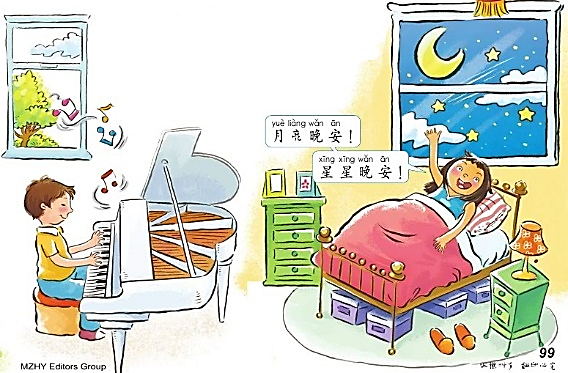 yuè liàng wǎn ān
月亮晚安！
xīng xīng wǎn ān
星星晚安！
99
MZHY Editors Group